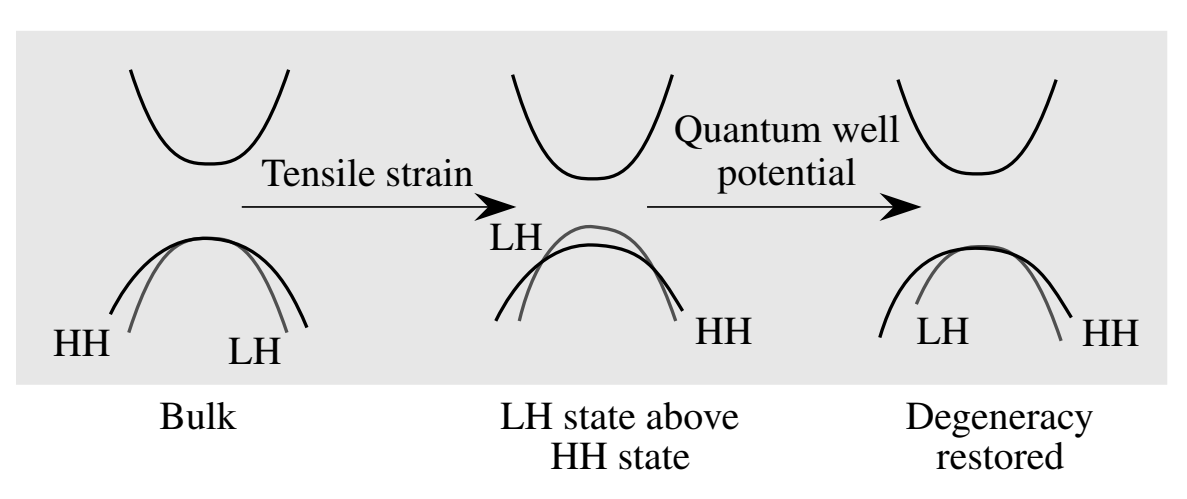 Quantum well
potential
Tensile strain
LH
HH
LH
HH
LH
HH
Bulk
LH state above
HH state
Degeneracy
restored